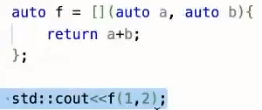 auto f = [](auto a, auto b){
    return a+b;
};

std::cout<<f(1,2);